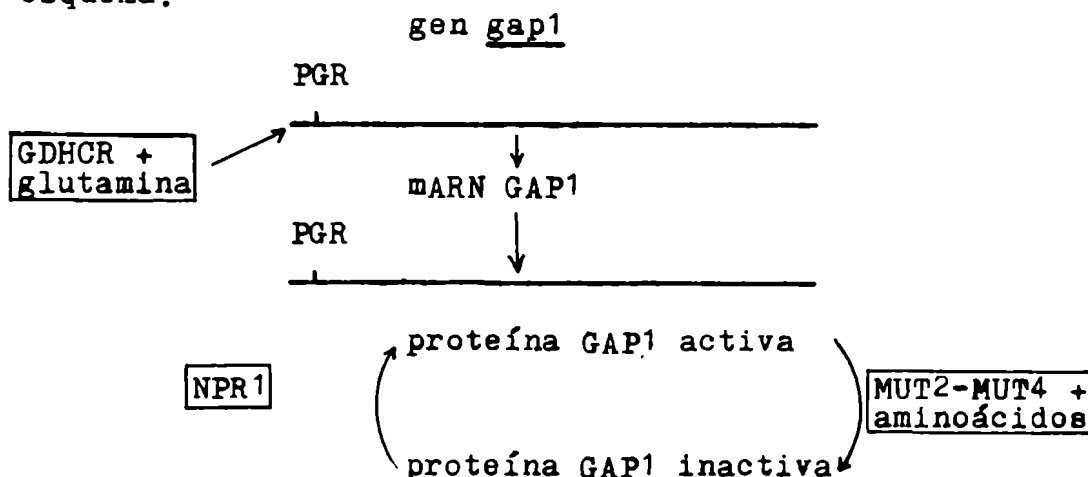 esquema:
gen gap1
PGR
GDHCR +
glutamina
mARN GAP1
PGR
proteína GAP1 activa
NPR1
MUT2-MUT4 +
aminoácidos
proteína GAP1 inactiva